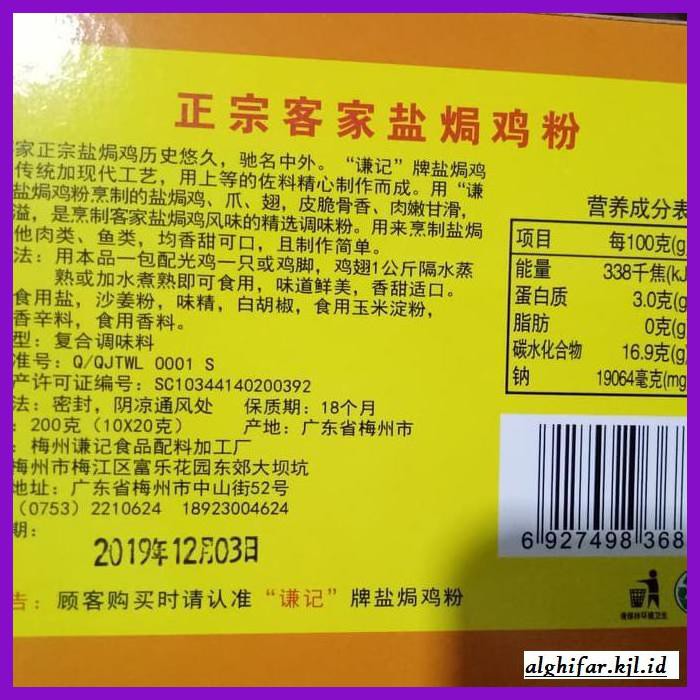 正宗客家盐焗鸡粉
家正宗盐焗鸡历史悠久，驰名中外。“谦记”牌盐焗鸡
传统加现代工艺，用上等的佐料精心制作而成。用“谦
盐焗鸡粉烹制的盐焗鸡、爪、翅，皮脆骨香、肉嫩甘滑，
溢，是烹制客家盐焗鸡风味的精选调味粉。用来烹制盐焗
他肉类、鱼类，均香甜可口，且制作简单。
法：用本品一包配光鸡一只或鸡脚，鸡翅1公斤隔水蒸
熟或加水煮熟即可食用，味道鲜美，香甜适口。
食用盐，沙姜粉，味精，白胡椒，食用玉米淀粉，
香辛料，食用香料。
型：复合调味料
准号：Q/QJTWL 0001 S
产许可证编号：SC10344140200392
法：密封，阴凉通风处 保质期：18个月
：200克（10X20克） 产地：广东省梅州市
：梅州谦记食品配料加工厂
梅州市梅江区富乐花园东郊大坝坑
地址：广东省梅州市中山街52号
（0753）2210624 18923004624
期：
2019年12月03日
告：顾客购买时请认准“谦记”牌盐焗鸡粉
营养成分表
项目 每100克(g
能量 338千焦(kJ
蛋白质 3.0克(g
脂肪 0克(g
碳水化合物 16.9克(g)
钠 19064毫克(mg
6 927498 368
请保持环境卫生
alghifar.kjl.id